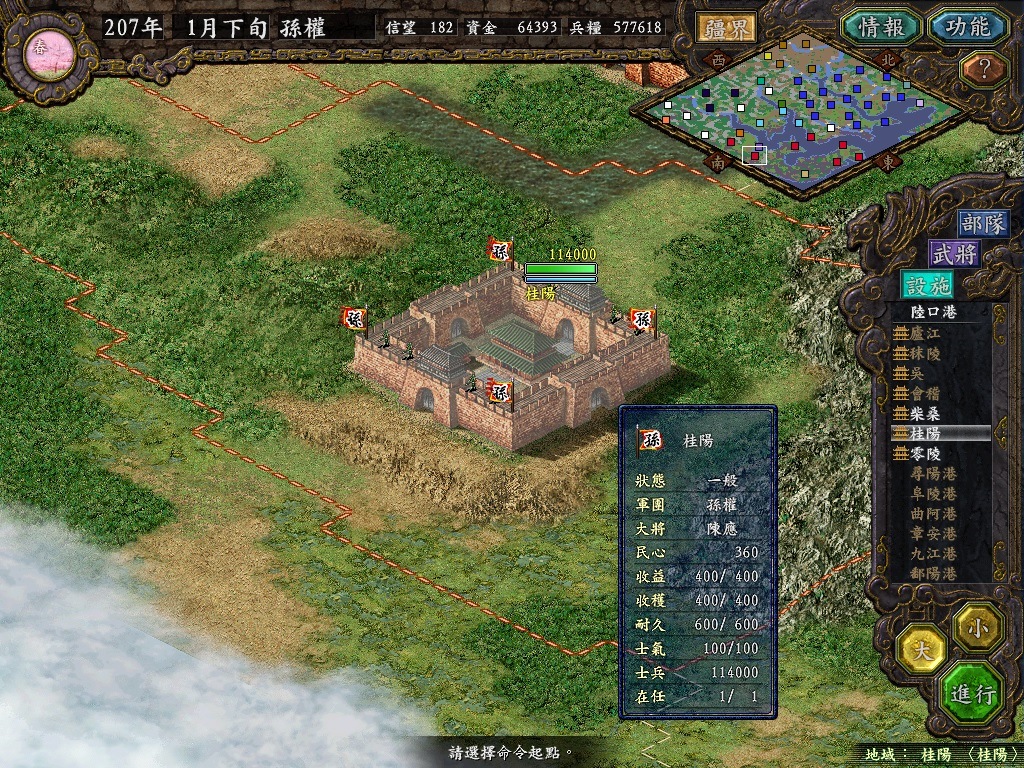 207年 1月下旬 孫權 信望 182 資金 64393 兵糧 577618
疆界 情報 功能
春
?
西 北
南 東
部隊
武將
設施
陸口港
廬江
秣陵
吳
會稽
柴桑
桂陽
零陵
尋陽港
阜陵港
曲阿港
章安港
九江港
鄱陽港
孫 114000
桂陽
孫 孫
孫
孫 桂陽
狀態 一般
軍團 孫權
大將 陳應
民心 360
收益 400/ 400
收穫 400/ 400
耐久 600/ 600
士氣 100/100
士兵 114000
在任 1/ 1
小
大
進行
請選擇命令起點。
地域： 桂陽 （桂陽）